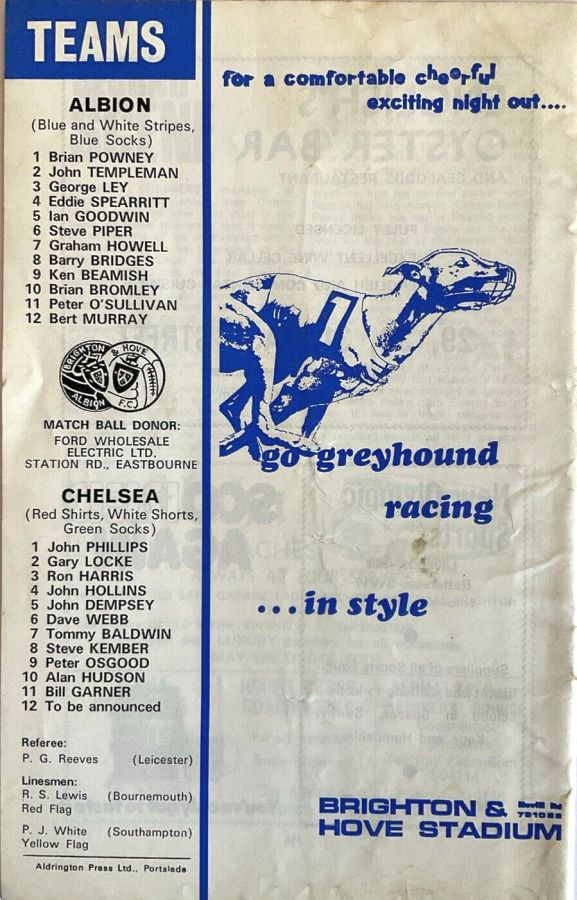 TEAMS
ALBION
(Blue and White Stripes,
Blue Socks)
1 Brian POWNEY
2 John TEMPLEMAN
3 George LEY
4 Eddie SPEARRITT
5 Ian GOODWIN
6 Steve PIPER
7 Graham HOWELL
8 Barry BRIDGES
9 Ken BEAMISH
10 Brian BROMLEY
11 Peter O'SULLIVAN
12 Bert MURRAY
BRIGHTON & HOVE
ALBION F.C.
MATCH BALL DONOR:
FORD WHOLESALE
ELECTRIC LTD.
STATION RD., EASTBOURNE
CHELSEA
(Red Shirts, White Shorts,
Green Socks)
1 John PHILLIPS
2 Gary LOCKE
3 Ron HARRIS
4 John HOLLINS
5 John DEMPSEY
6 Dave WEBB
7 Tommy BALDWIN
8 Steve KEMBER
9 Peter OSGOOD
10 Alan HUDSON
11 Bill GARNER
12 To be announced
Referee:
P. G. Reeves (Leicester)
Linesmen:
R. S. Lewis (Bournemouth)
Red Flag
P. J. White (Southampton)
Yellow Flag
Aldrington Press Ltd., Portslade
for a comfortable cheerful
exciting night out....
1
go greyhound
racing
...in style
BRIGHTON &
HOVE STADIUM